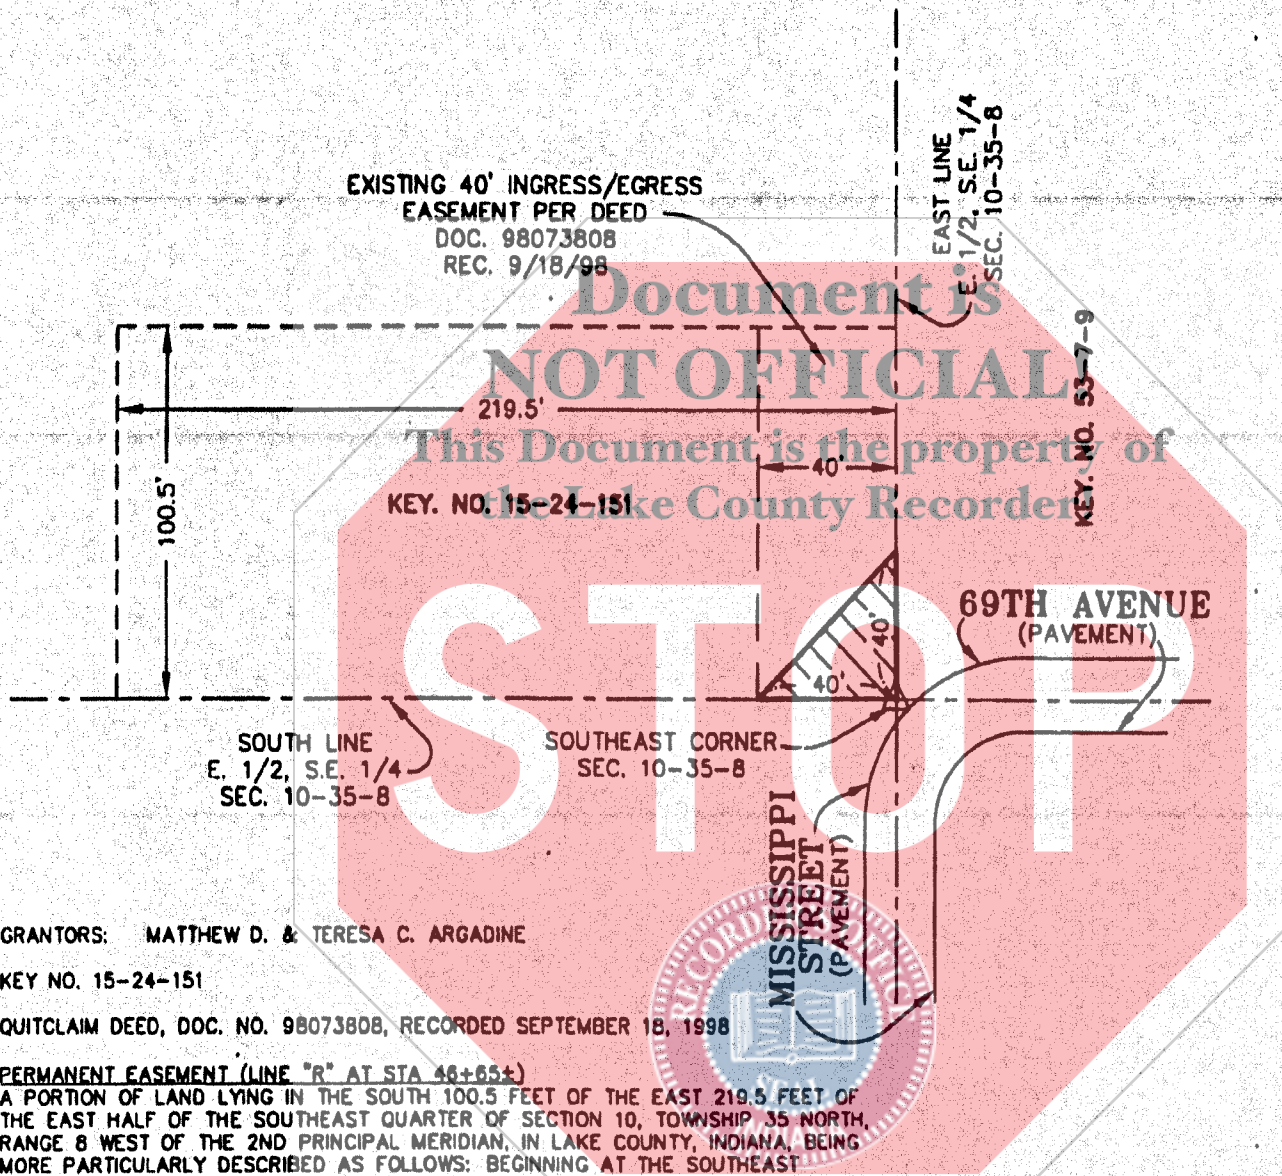 EXISTING 40' INGRESS/EGRESS
EASEMENT PER DEED
DOC. 98073808
REC. 9/18/98
EAST LINE
E. 1/2, S.E. 1/4
SEC. 10-35-8
Document is
NOT OFFICIAL
This Document is the property of
the Lake County Recorder!
219.5'
40'
100.5'
KEY. NO. 15-24-151
KEY. NO. 53-7-9
STOP
69TH AVENUE
(PAVEMENT)
40'
40'
SOUTH LINE
E. 1/2, S.E. 1/4
SEC. 10-35-8
SOUTHEAST CORNER
SEC. 10-35-8
MISSISSIPPI
STREET
(PAVEMENT)
RECORDER'S OFFICE
SEAL
INDIANA
GRANTORS: MATTHEW D. & TERESA C. ARGADINE
KEY NO. 15-24-151
QUITCLAIM DEED, DOC. NO. 98073808, RECORDED SEPTEMBER 18, 1998
PERMANENT EASEMENT (LINE "R" AT STA 46+65±)
A PORTION OF LAND LYING IN THE SOUTH 100.5 FEET OF THE EAST 219.5 FEET OF
THE EAST HALF OF THE SOUTHEAST QUARTER OF SECTION 10, TOWNSHIP 35 NORTH,
RANGE 8 WEST OF THE 2ND PRINCIPAL MERIDIAN, IN LAKE COUNTY, INDIANA, BEING
MORE PARTICULARLY DESCRIBED AS FOLLOWS: BEGINNING AT THE SOUTHEAST